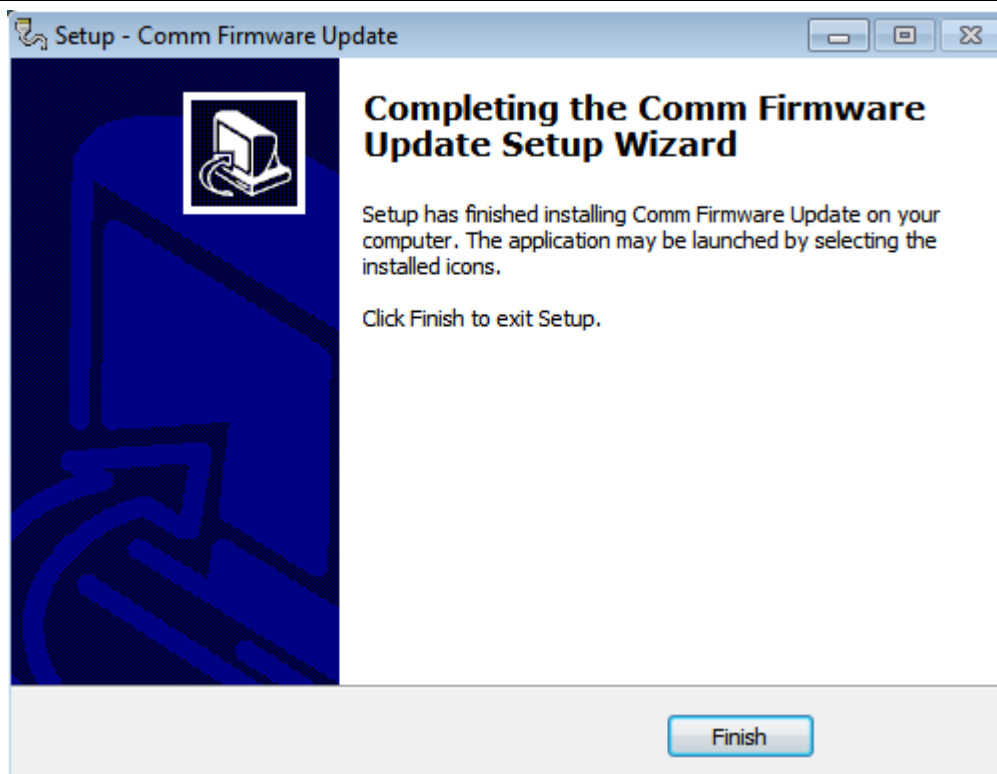 Setup - Comm Firmware Update
Completing the Comm Firmware
Update Setup Wizard
Setup has finished installing Comm Firmware Update on your
computer. The application may be launched by selecting the
installed icons.
Click Finish to exit Setup.
Finish